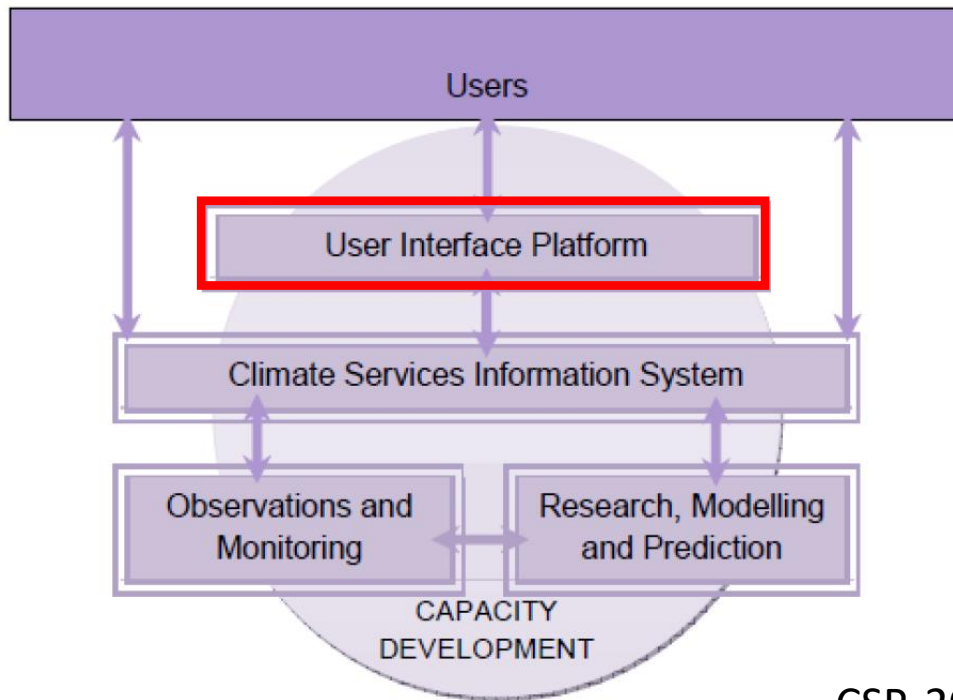 Users
User Interface Platform
Climate Services Information System
Observations and
Monitoring
Research, Modelling
and Prediction
CAPACITY
DEVELOPMENT